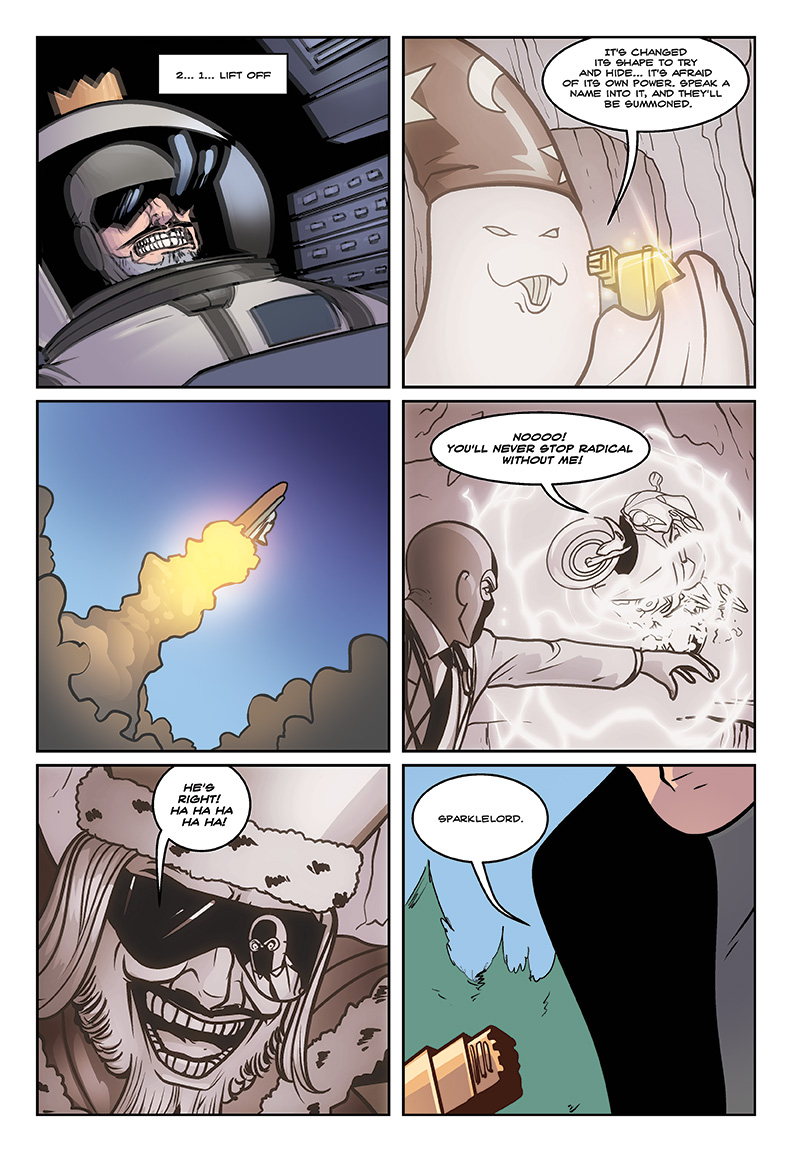 2... 1... LIFT OFF
IT'S CHANGED
ITS SHAPE TO TRY
AND HIDE... IT'S AFRAID
OF ITS OWN POWER. SPEAK A
NAME INTO IT, AND THEY'LL
BE SUMMONED.
NOOOO!
YOU'LL NEVER STOP RADICAL
WITHOUT ME!
HE'S
RIGHT!
HA HA HA
HA HA!
SPARKLELORD.